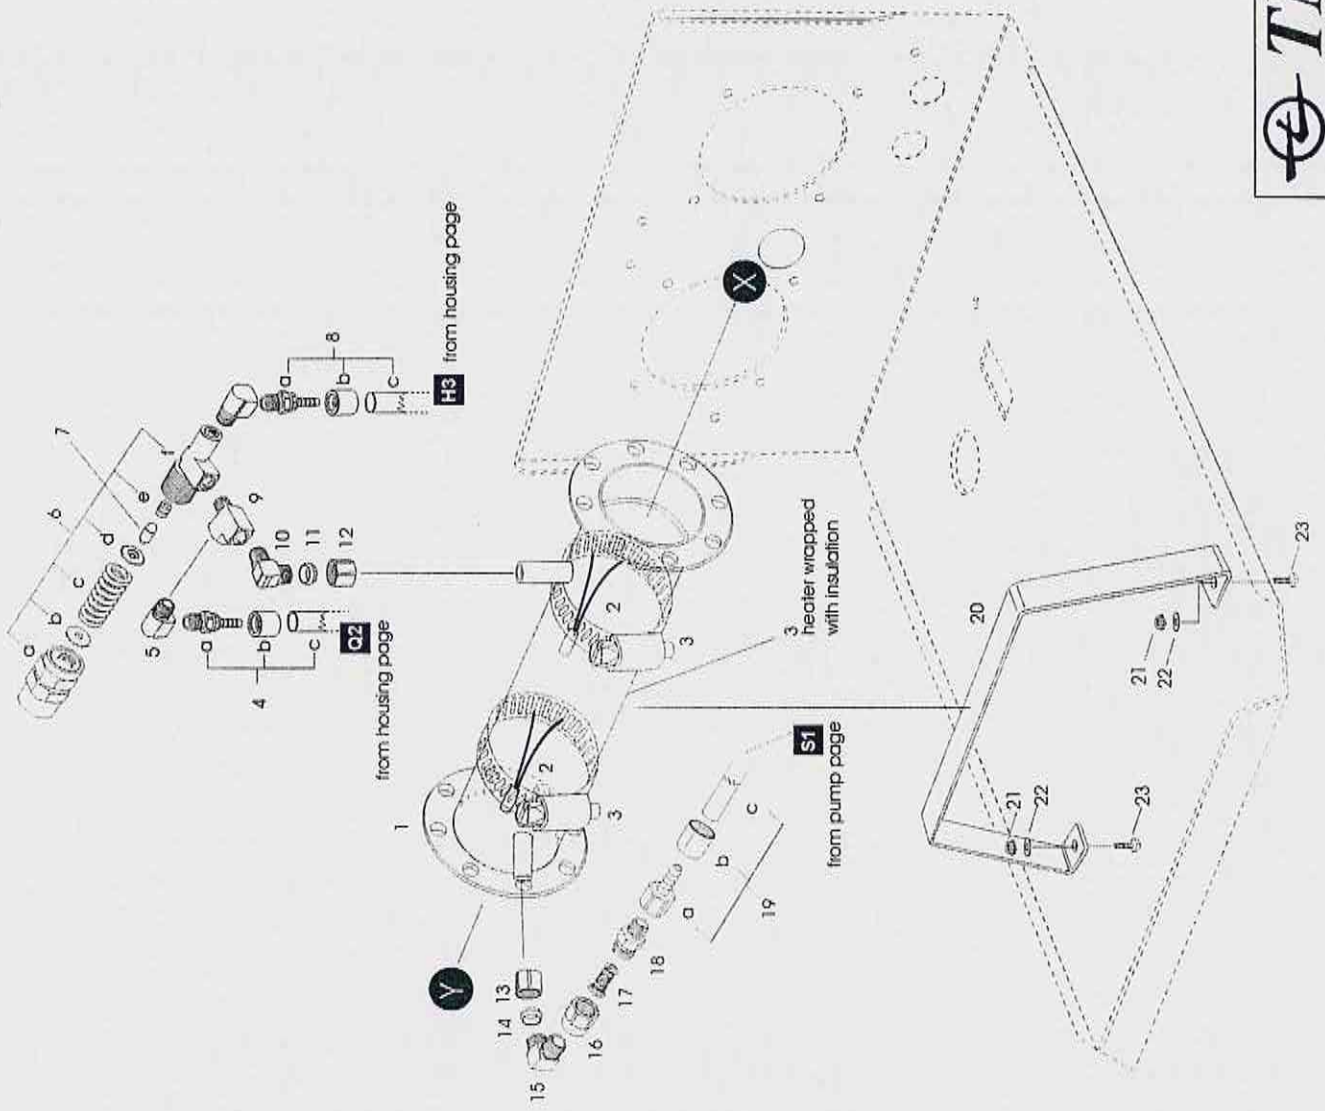 a
b
c
d
e
f
6
7
8
a
b
c
H3 from housing page
5
9
10
11
12
a
b
c
4
Q2
from housing page
X
1
2
2
3
3
3
heater wrapped
with insulation
Y
13
14
15
16
17
18
a
b
c
19
S1
from pump page
20
21
22
23
21
22
23